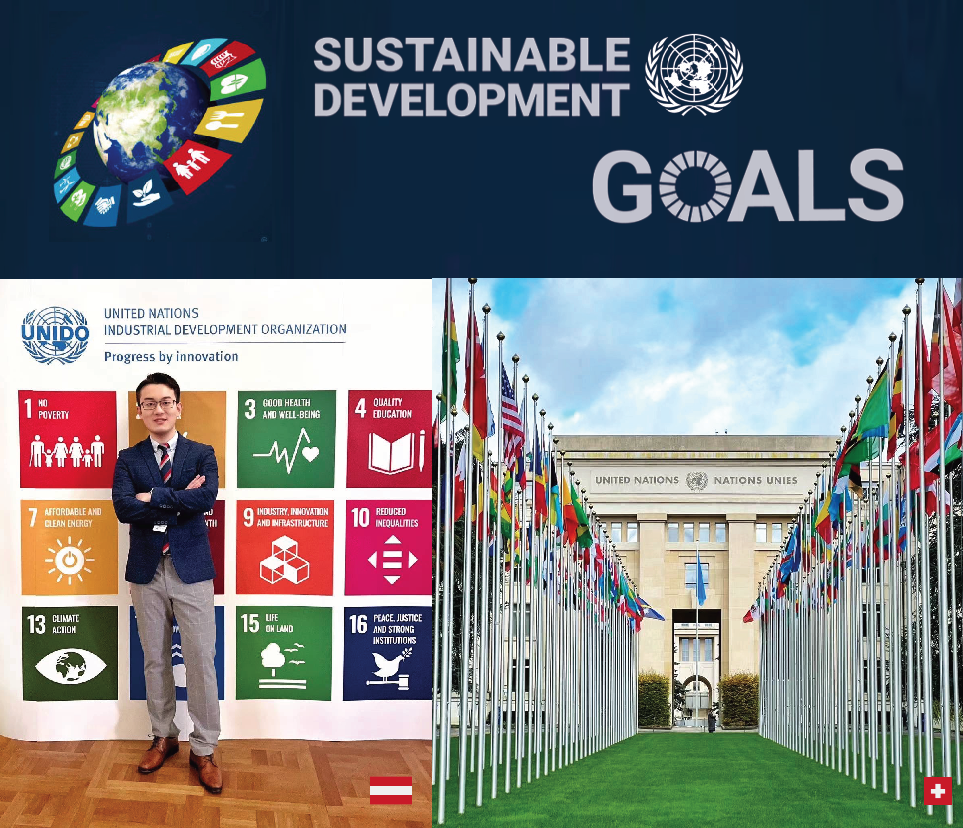 SUSTAINABLE
DEVELOPMENT
GOALS
UNIDO
UNITED NATIONS
INDUSTRIAL DEVELOPMENT ORGANIZATION
Progress by innovation
1 NO
POVERTY
3 GOOD HEALTH
AND WELL-BEING
4 QUALITY
EDUCATION
7 AFFORDABLE AND
CLEAN ENERGY
9 INDUSTRY, INNOVATION
AND INFRASTRUCTURE
10 REDUCED
INEQUALITIES
13 CLIMATE
ACTION
15 LIFE
ON LAND
16 PEACE, JUSTICE
AND STRONG
INSTITUTIONS
UNITED NATIONS NATIONS UNIES